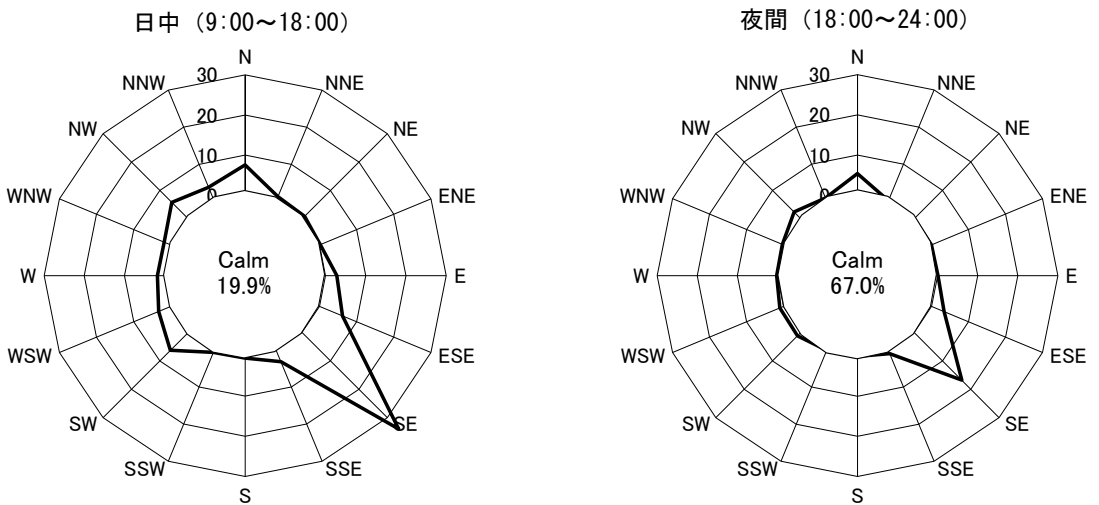 日中（9:00～18:00）
N
NNE
NE
ENE
E
ESE
SE
SSE
S
SSW
SW
WSW
W
WNW
NW
NNW
30
20
10
0
Calm
19.9%
夜間（18:00～24:00）
N
NNE
NE
ENE
E
ESE
SE
SSE
S
SSW
SW
WSW
W
WNW
NW
NNW
30
20
10
0
Calm
67.0%